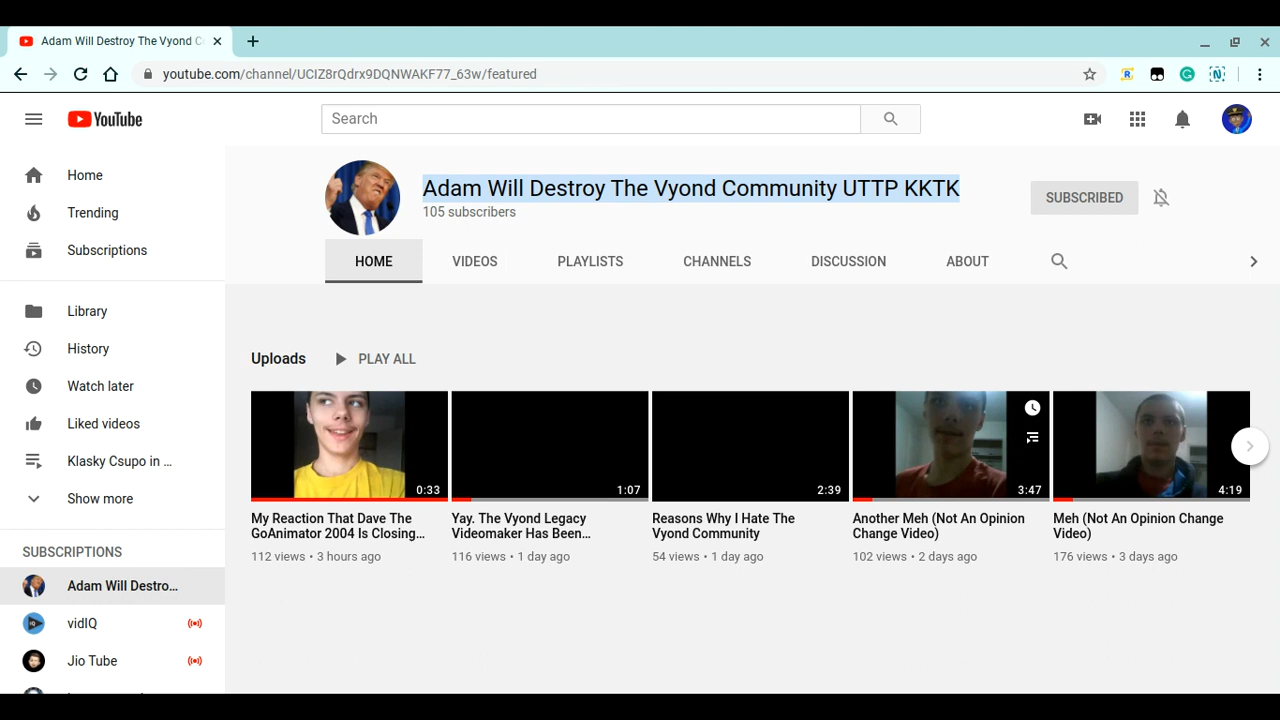 Adam Will Destroy The Vyond C
youtube.com/channel/UCIZ8rQdrx9DQNWAKF77_63w/featured
YouTube
Search
Home
Trending
Subscriptions
Library
History
Watch later
Liked videos
Klasky Csupo in ...
Show more
SUBSCRIPTIONS
Adam Will Destro...
vidIQ
Jio Tube
Adam Will Destroy The Vyond Community UTTP KKTK
105 subscribers
SUBSCRIBED
HOME VIDEOS PLAYLISTS CHANNELS DISCUSSION ABOUT
Uploads PLAY ALL
0:33
My Reaction That Dave The
GoAnimator 2004 Is Closing...
112 views • 3 hours ago
1:07
Yay. The Vyond Legacy
Videomaker Has Been...
116 views • 1 day ago
2:39
Reasons Why I Hate The
Vyond Community
54 views • 1 day ago
3:47
Another Meh (Not An Opinion
Change Video)
102 views • 2 days ago
4:19
Meh (Not An Opinion Change
Video)
176 views • 3 days ago